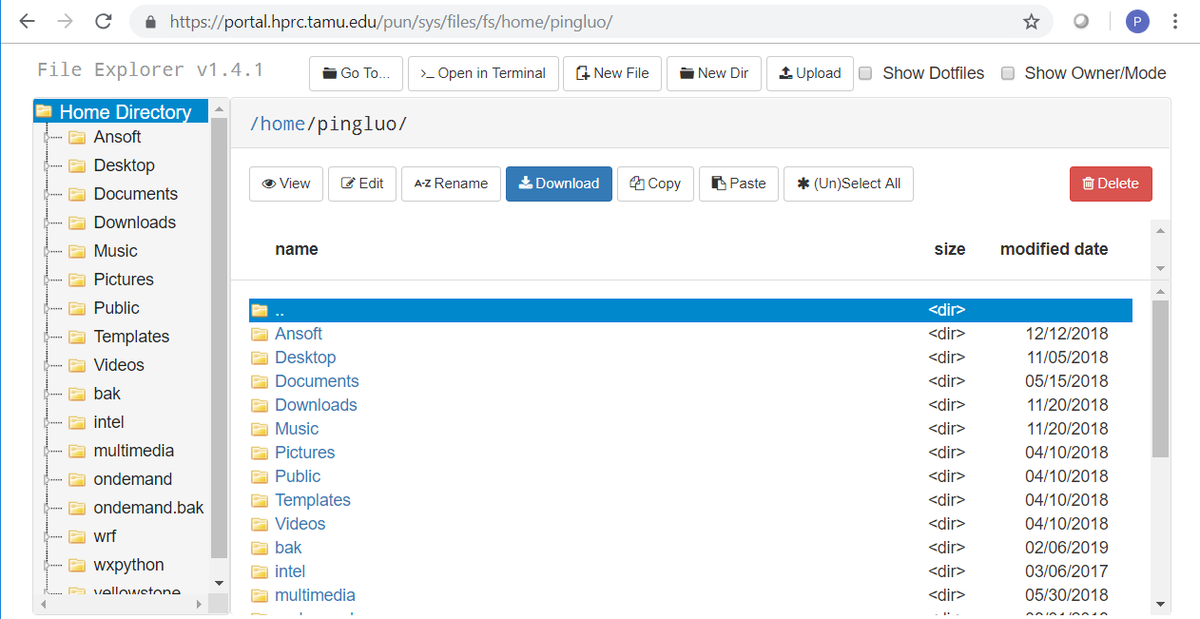 https://portal.hprc.tamu.edu/pun/sys/files/fs/home/pingluo/
P
File Explorer v1.4.1
Go To...
>_ Open in Terminal
New File
New Dir
Upload
Show Dotfiles
Show Owner/Mode
Home Directory
Ansoft
Desktop
Documents
Downloads
Music
Pictures
Public
Templates
Videos
bak
intel
multimedia
ondemand
ondemand.bak
wrf
wxpython
yellowstone
/home/pingluo/
View
Edit
A-Z Rename
Download
Copy
Paste
(Un)Select All
Delete
name size modified date
.. <dir>
Ansoft <dir> 12/12/2018
Desktop <dir> 11/05/2018
Documents <dir> 05/15/2018
Downloads <dir> 11/20/2018
Music <dir> 11/20/2018
Pictures <dir> 04/10/2018
Public <dir> 04/10/2018
Templates <dir> 04/10/2018
Videos <dir> 04/10/2018
bak <dir> 02/06/2019
intel <dir> 03/06/2017
multimedia <dir> 05/30/2018